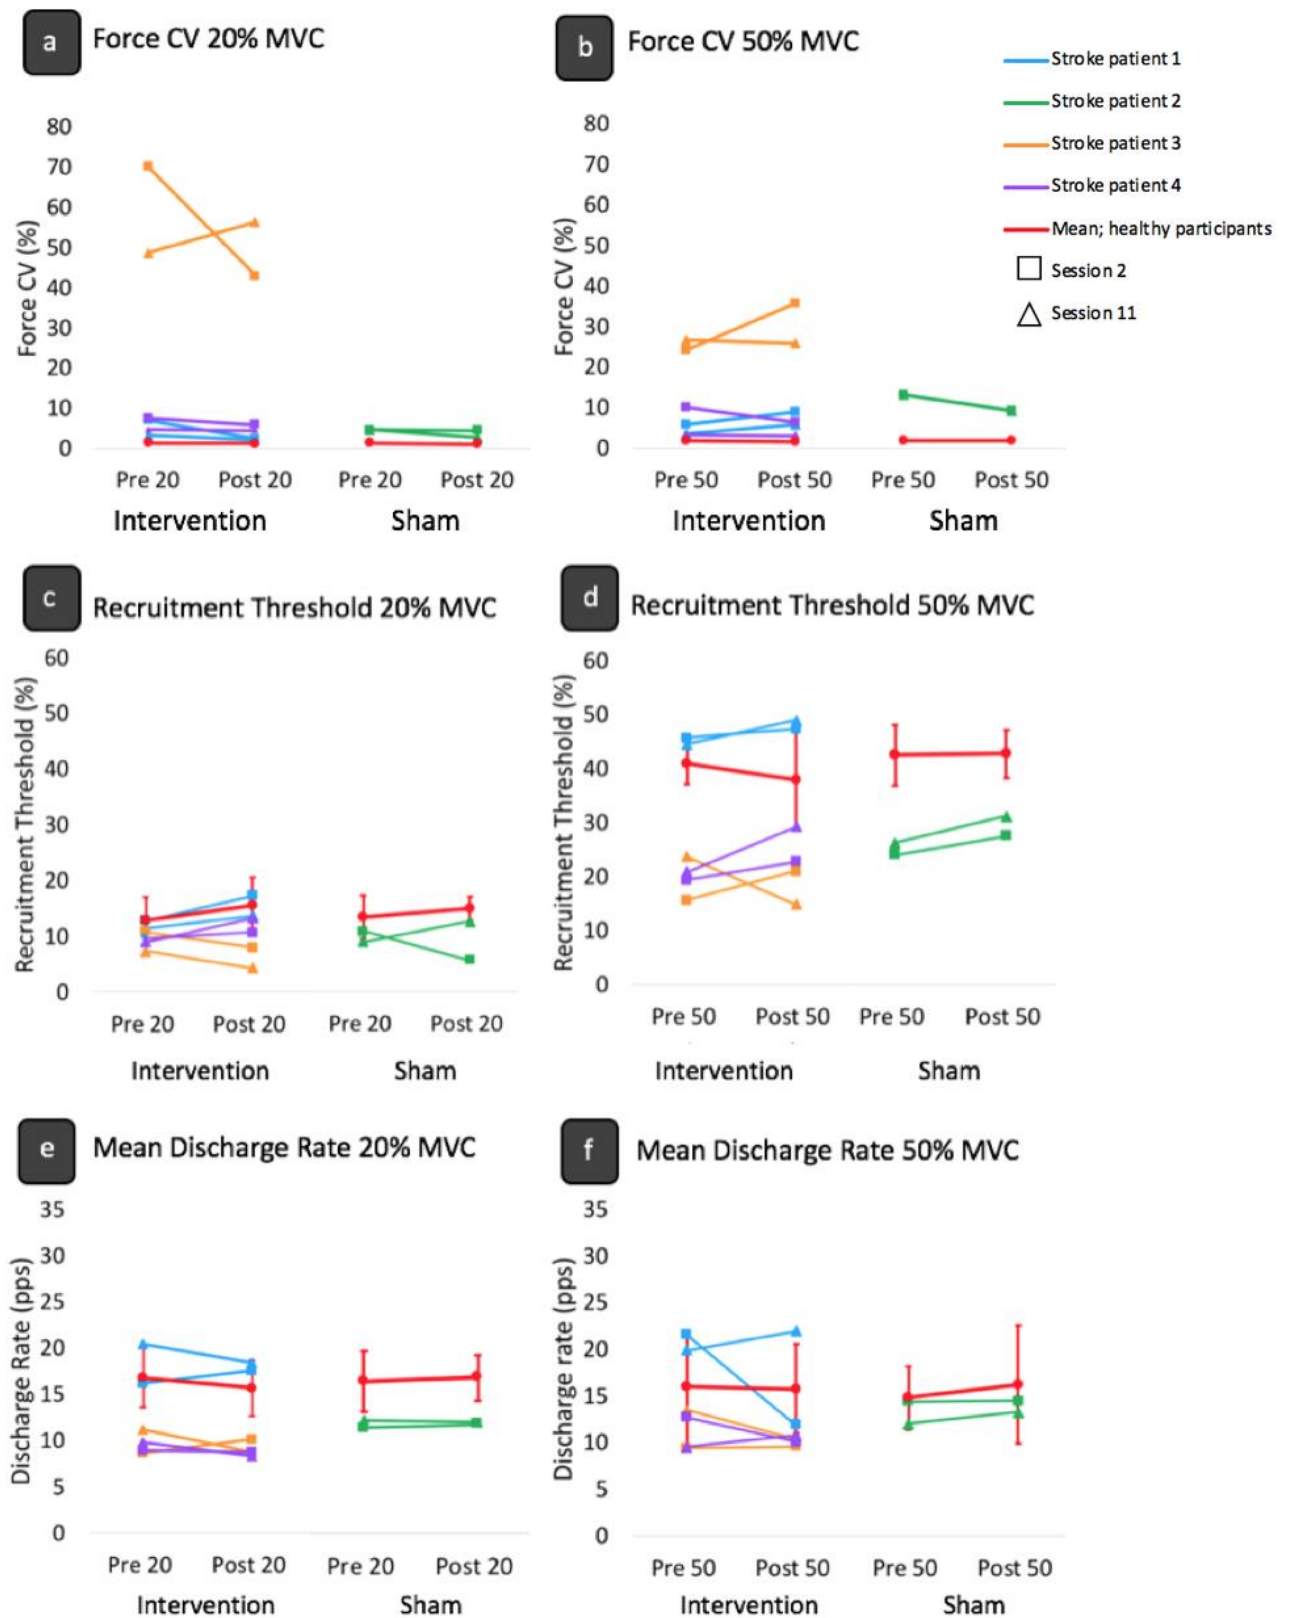 a Force CV 20% MVC
b Force CV 50% MVC
Stroke patient 1
Stroke patient 2
Stroke patient 3
Stroke patient 4
Mean; healthy participants
Session 2
Session 11
Force CV (%)
80
70
60
50
40
30
20
10
0
Pre 20 Post 20 Pre 20 Post 20
Intervention Sham
Force CV (%)
80
70
60
50
40
30
20
10
0
Pre 50 Post 50 Pre 50 Post 50
Intervention Sham
c Recruitment Threshold 20% MVC
Recruitment Threshold (%)
60
50
40
30
20
10
0
Pre 20 Post 20 Pre 20 Post 20
Intervention Sham
d Recruitment Threshold 50% MVC
Recruitment Threshold (%)
60
50
40
30
20
10
0
Pre 50 Post 50 Pre 50 Post 50
Intervention Sham
e Mean Discharge Rate 20% MVC
Discharge Rate (pps)
35
30
25
20
15
10
5
0
Pre 20 Post 20 Pre 20 Post 20
Intervention Sham
f Mean Discharge Rate 50% MVC
Discharge rate (pps)
35
30
25
20
15
10
5
0
Pre 50 Post 50 Pre 50 Post 50
Intervention Sham